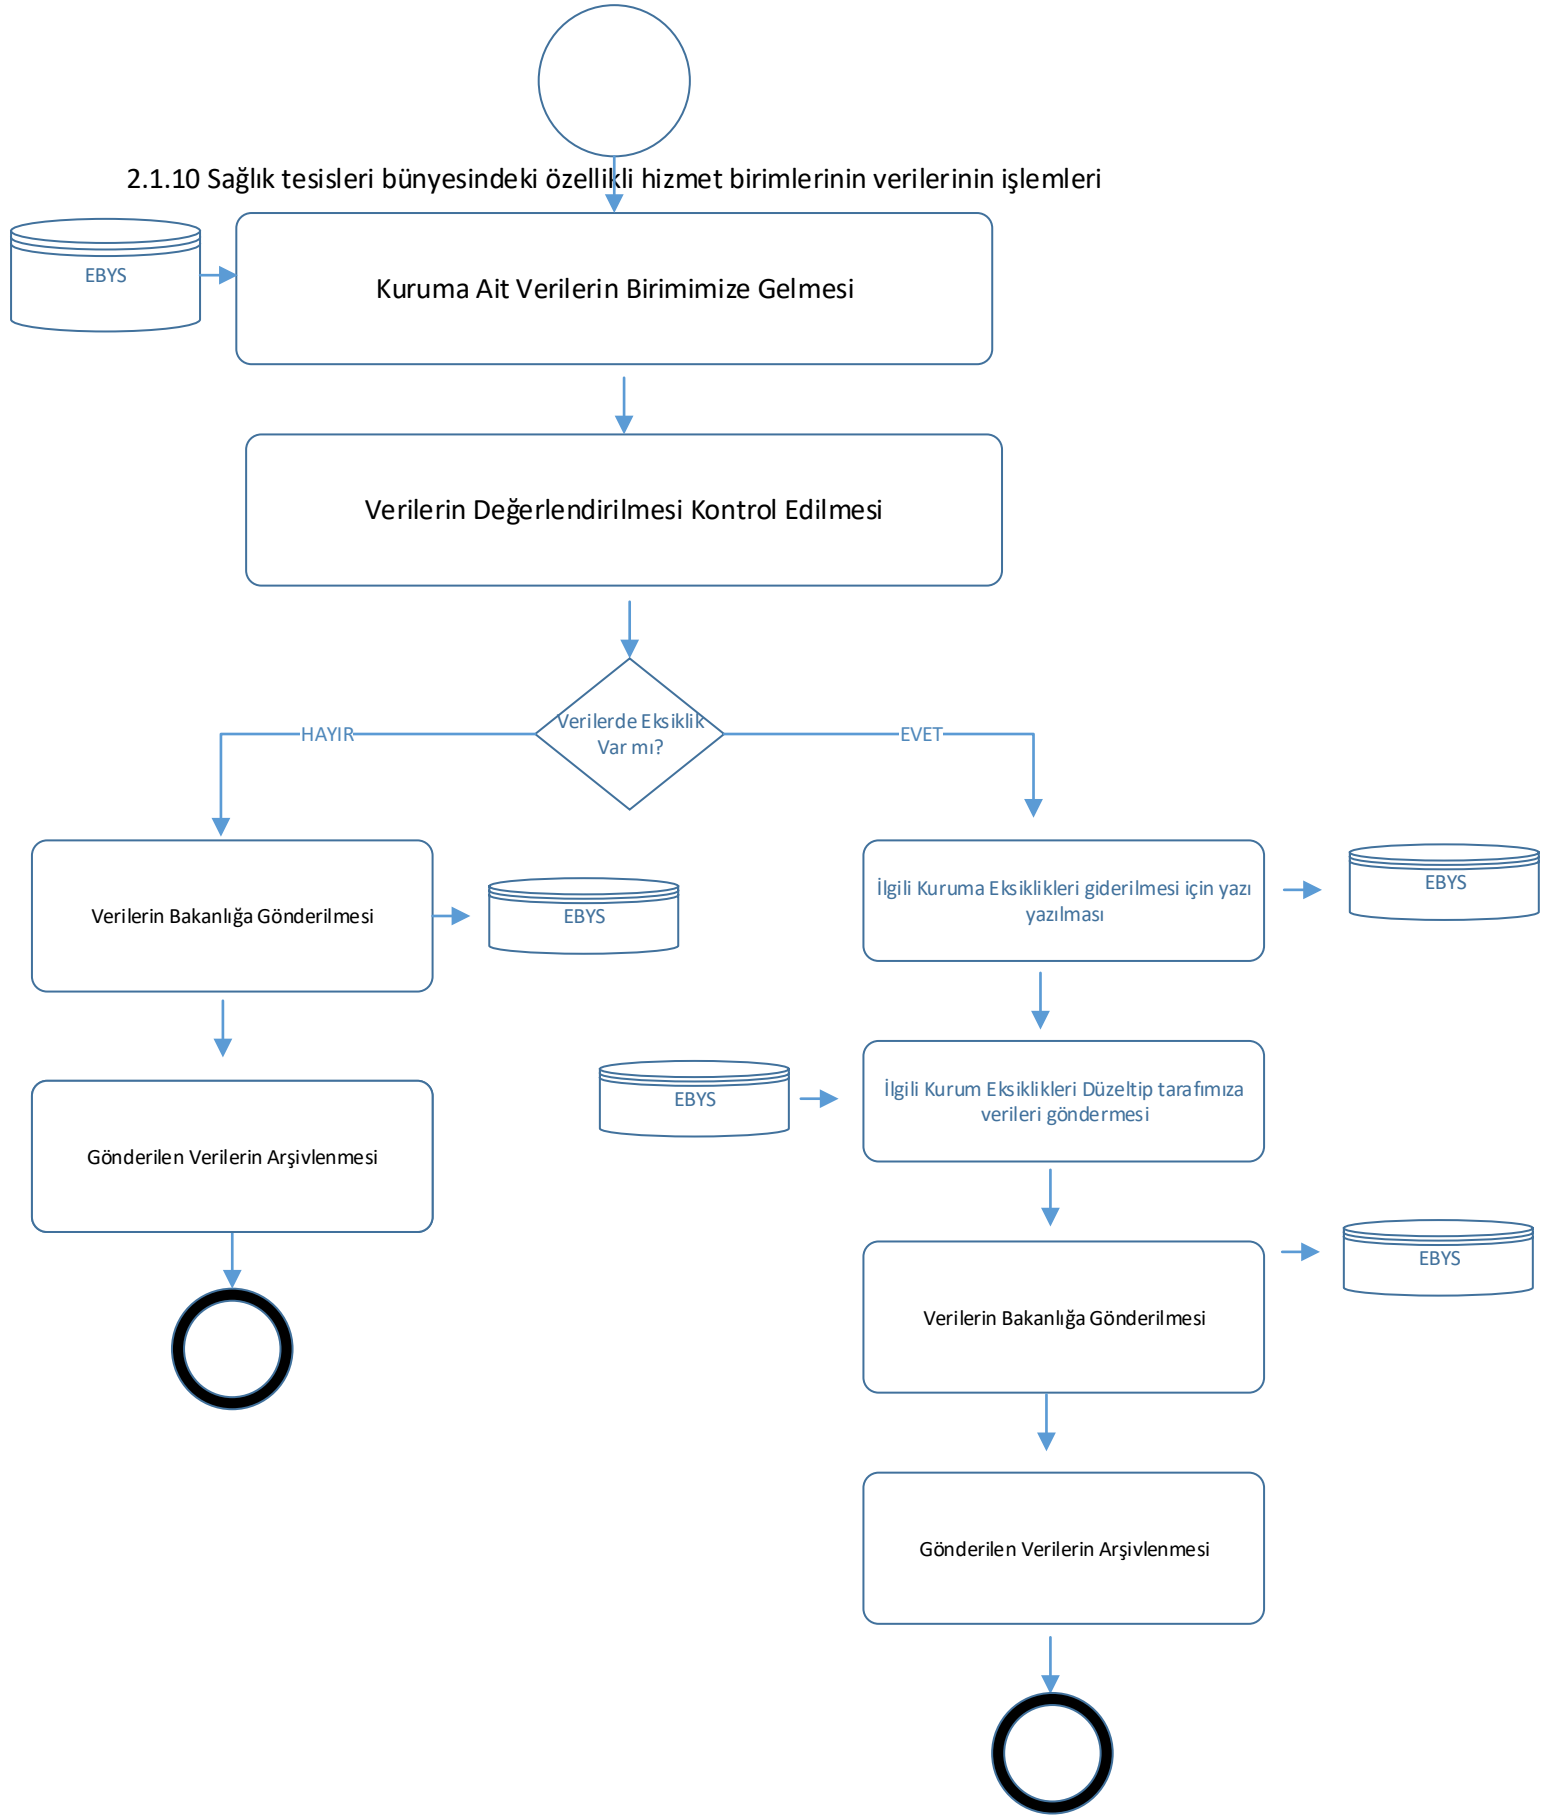 2.1.10 Sağlık tesisleri bünyesindeki özellikli hizmet birimlerinin verilerinin işlemleri
EBYS
Kuruma Ait Verilerin Birimimize Gelmesi
Verilerin Değerlendirilmesi Kontrol Edilmesi
Verilerde Eksiklik
Var mı?
HAYIR
EVET
Verilerin Bakanlığa Gönderilmesi
EBYS
İlgili Kuruma Eksiklikleri giderilmesi için yazı
yazılması
EBYS
Gönderilen Verilerin Arşivlenmesi
EBYS
İlgili Kurum Eksiklikleri Düzeltip tarafımıza
verileri göndermesi
Verilerin Bakanlığa Gönderilmesi
EBYS
Gönderilen Verilerin Arşivlenmesi